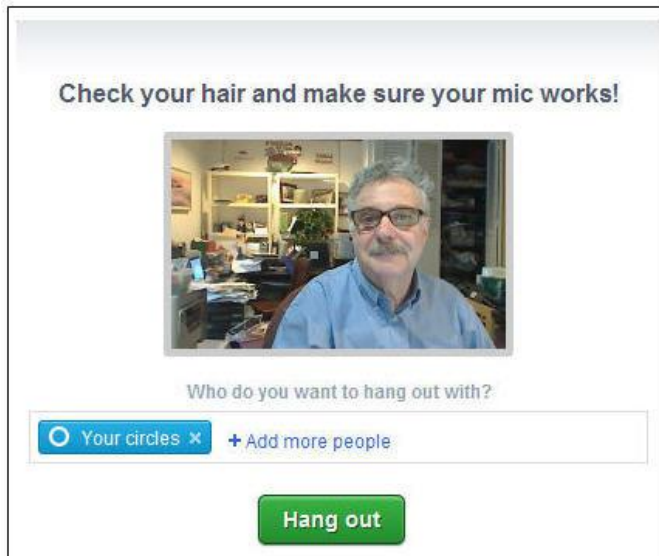 Check your hair and make sure your mic works!
Who do you want to hang out with?
Your circles × + Add more people
Hang out